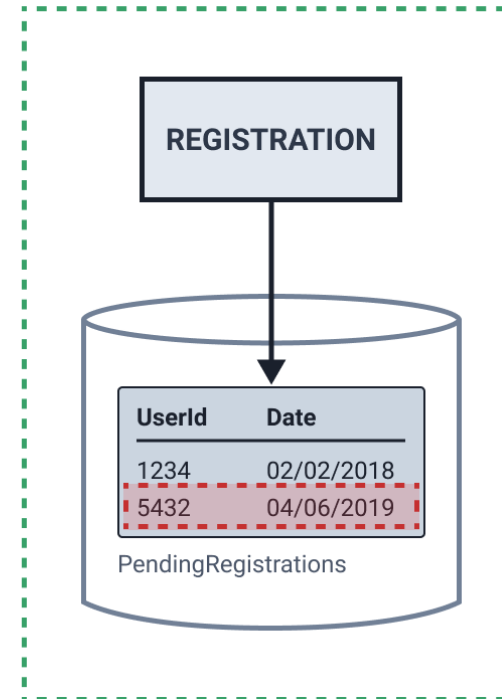 REGISTRATION
UserId Date
1234 02/02/2018
5432 04/06/2019
PendingRegistrations